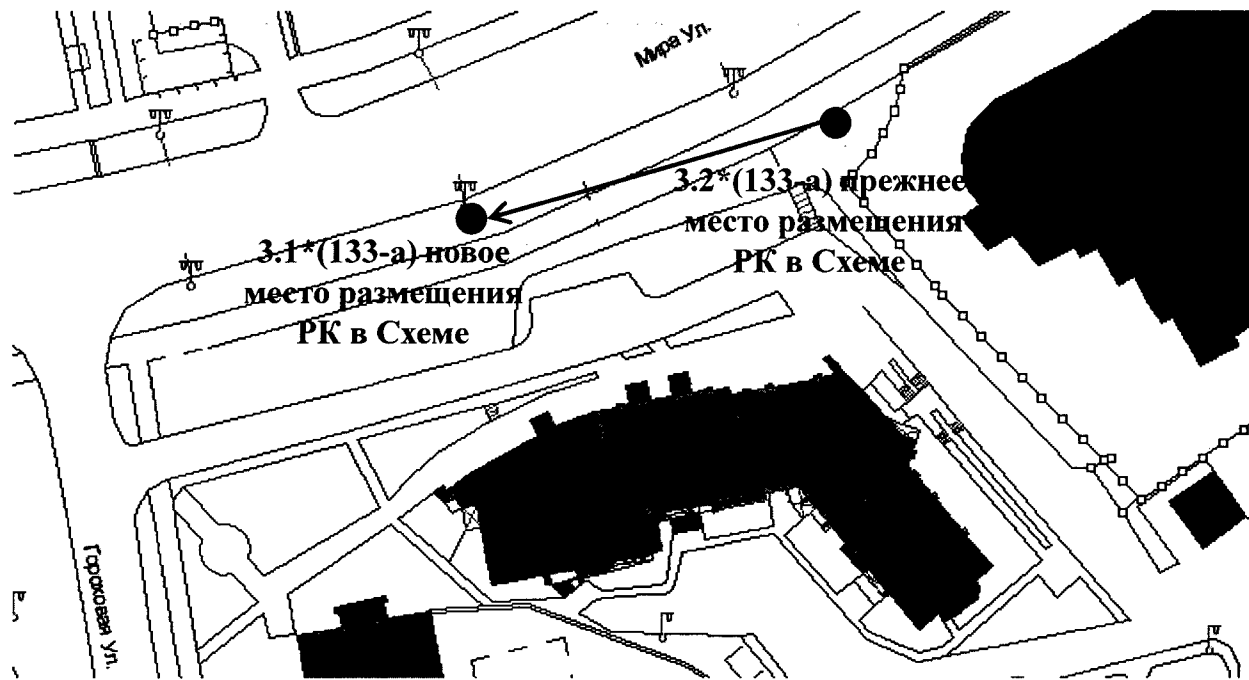 Мира Ул.
3.2*(133-а) прежнее
место размещения
РК в Схеме
3.1*(133-а) новое
место размещения
РК в Схеме
Гороховая Ул.